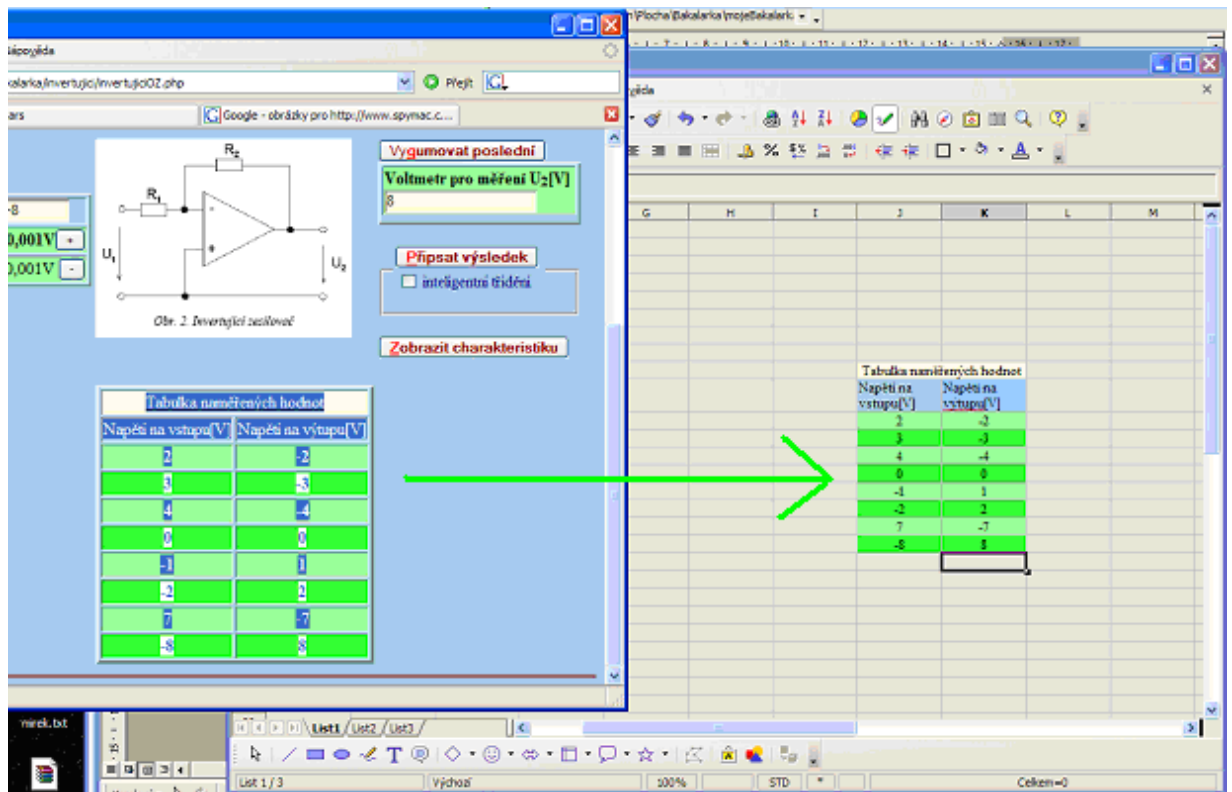 Nápověda
kalarka/invertujici/invertujiciOZ.php
Přejít
Google - obrázky pro http://www.spymac.c...
R2
R1
U1
U2
Obr. 2. Invertující zesilovač
-8
0,001V +
0,001V -
Vygumovat poslední
Voltmetr pro měření U2[V]
8
Připsat výsledek
inteligentní třídění
Zobrazit charakteristiku
Tabulka naměřených hodnot
Napětí na vstupu[V] Napětí na výtupu[V]
2 -2
3 -3
4 -4
0 0
-1 1
-2 2
7 -7
-8 8
G H I J K L M
Tabulka naměřených hodnot
Napětí na vstupu[V] Napětí na výtupu[V]
2 -2
3 -3
4 -4
0 0
-1 1
-2 2
7 -7
-8 8
mirek.txt
List1 List2 List3
List 1 / 3 Výchozí 100% STD * Celkem=0